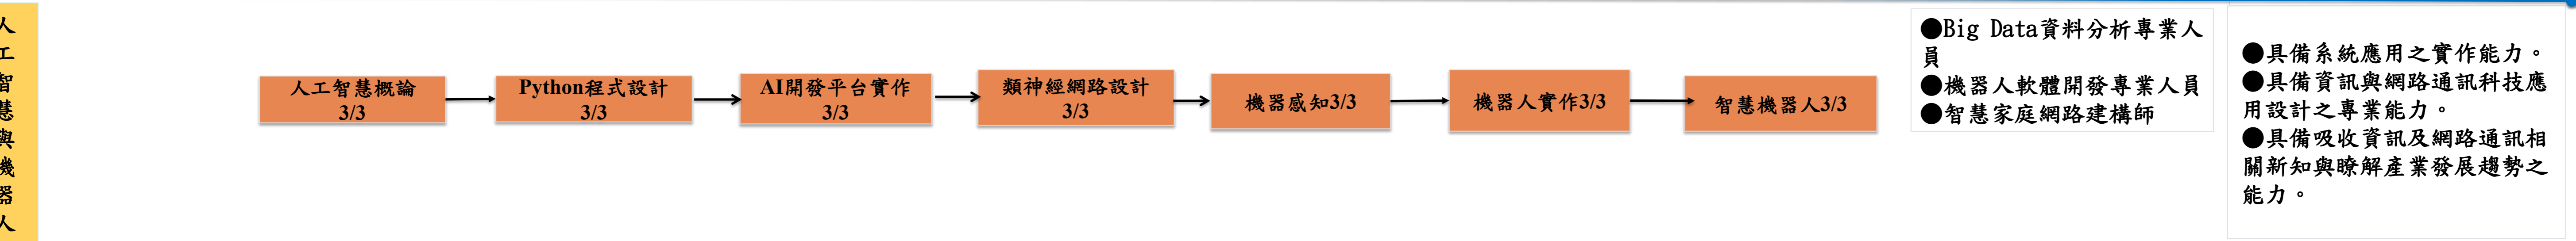 人
工
智
慧
與
機
器
人
人工智慧概論
3/3
Python程式設計
3/3
AI開發平台實作
3/3
類神經網路設計
3/3
機器感知3/3
機器人實作3/3
智慧機器人3/3
●Big Data資料分析專業人
員
●機器人軟體開發專業人員
●智慧家庭網路建構師
●具備系統應用之實作能力。
●具備資訊與網路通訊科技應
用設計之專業能力。
●具備吸收資訊及網路通訊相
關新知與瞭解產業發展趨勢之
能力。